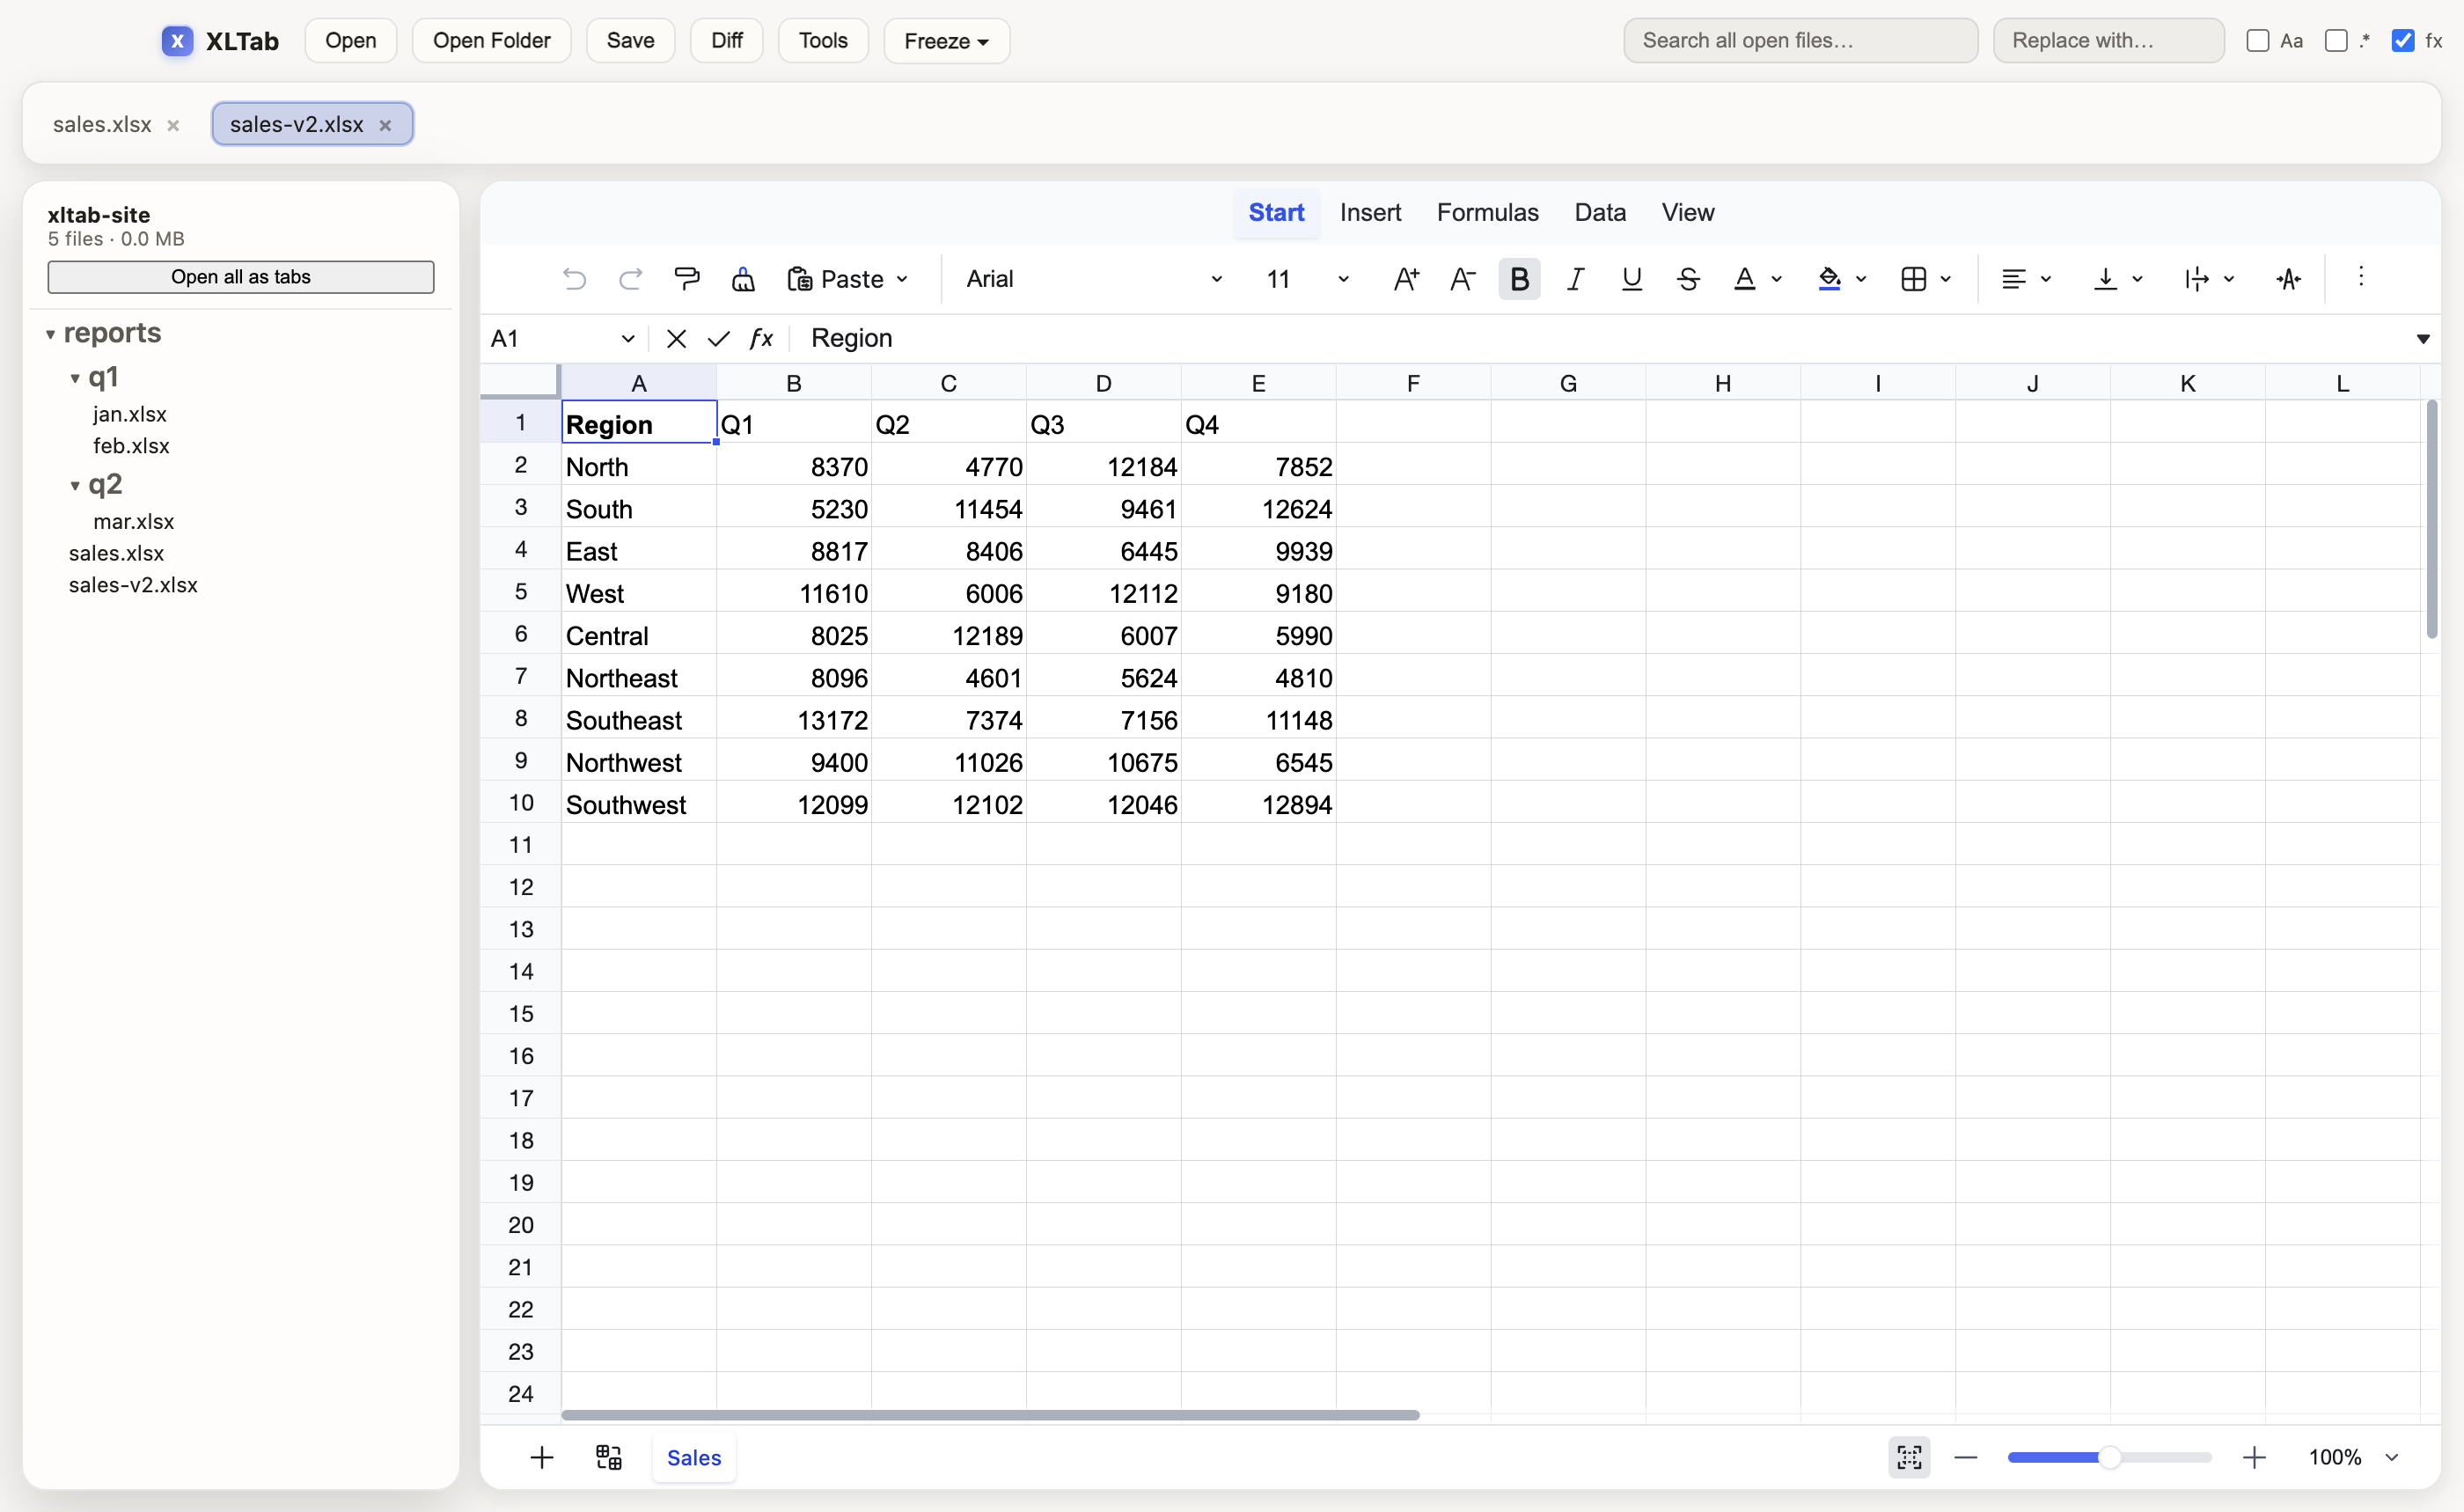 X XLTab Open Open Folder Save Diff Tools Freeze Search all open files… Replace with… Aa .* fx
sales.xlsx × sales-v2.xlsx ×
xltab-site
5 files · 0.0 MB
Open all as tabs
reports
q1
jan.xlsx
feb.xlsx
q2
mar.xlsx
sales.xlsx
sales-v2.xlsx
Start Insert Formulas Data View
Paste Arial 11 A+ A− B I U S A A
A1 fx Region
A B C D E F G H I J K L
1 Region Q1 Q2 Q3 Q4
2 North 8370 4770 12184 7852
3 South 5230 11454 9461 12624
4 East 8817 8406 6445 9939
5 West 11610 6006 12112 9180
6 Central 8025 12189 6007 5990
7 Northeast 8096 4601 5624 4810
8 Southeast 13172 7374 7156 11148
9 Northwest 9400 11026 10675 6545
10 Southwest 12099 12102 12046 12894
11
12
13
14
15
16
17
18
19
20
21
22
23
24
Sales 100%